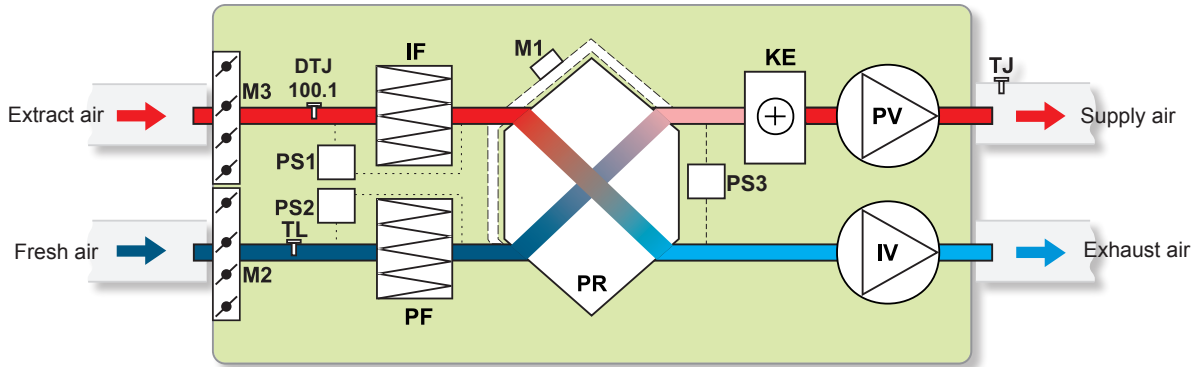 IF
M1
KE
TJ
DTJ
100.1
M3
Extract air
PV
Supply air
PS1
PS3
PS2
TL
Fresh air
M2
IV
Exhaust air
PR
PF